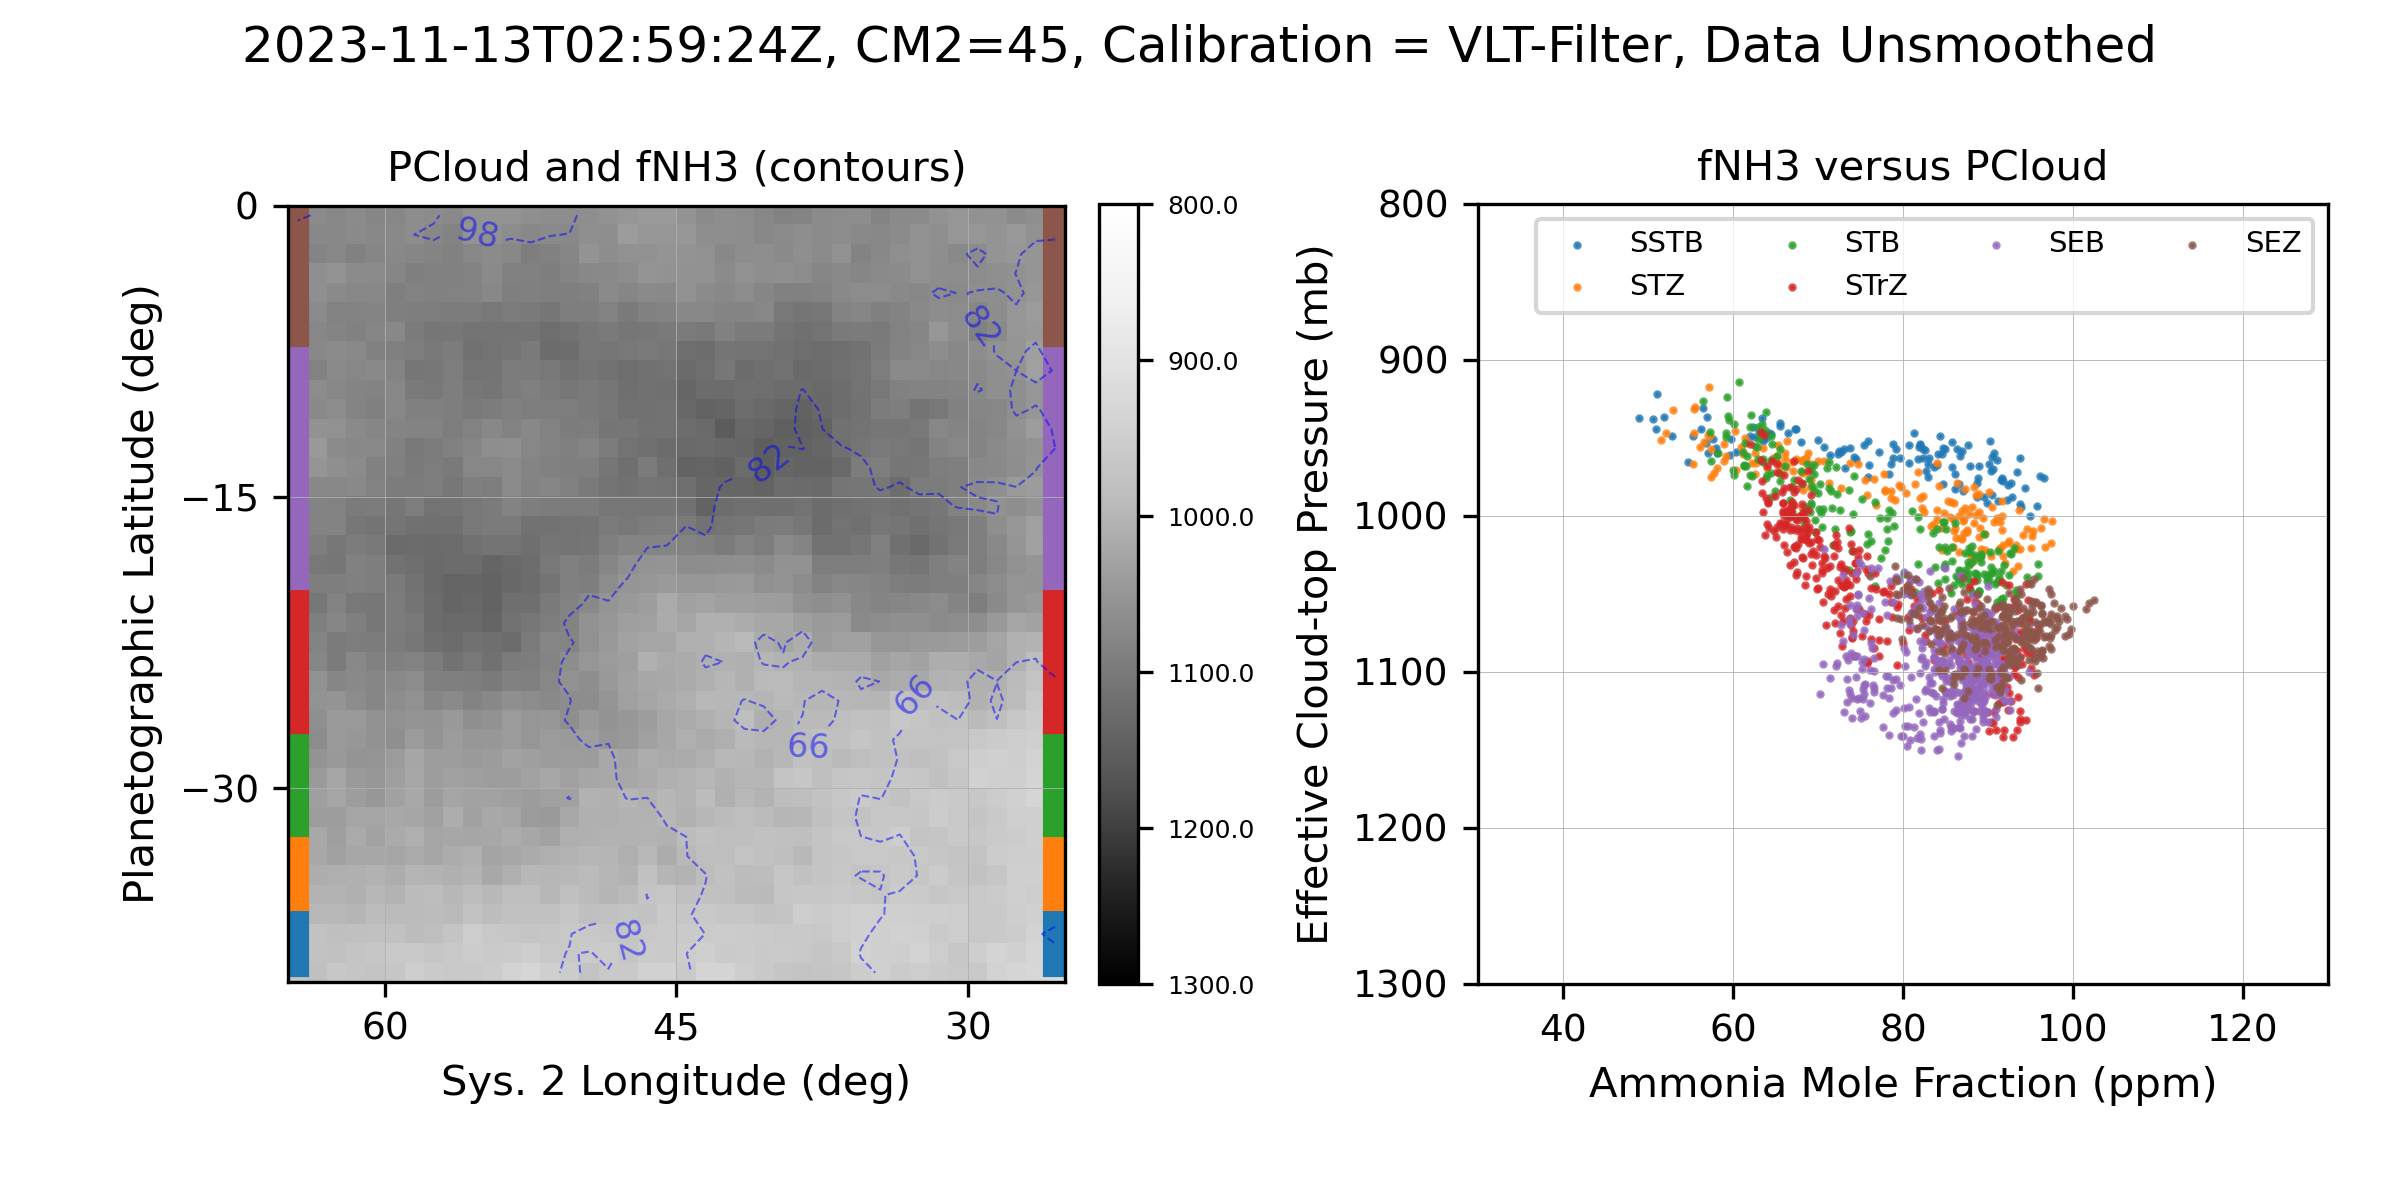 2023-11-13T02:59:24Z, CM2=45, Calibration = VLT-Filter, Data Unsmoothed
PCloud and fNH3 (contours)
Planetographic Latitude (deg)
0
−15
−30
98
82
82
66
66
82
60
45
30
Sys. 2 Longitude (deg)
800.0
900.0
1000.0
1100.0
1200.0
1300.0
fNH3 versus PCloud
Effective Cloud-top Pressure (mb)
800
900
1000
1100
1200
1300
SSTB
STZ
STB
STrZ
SEB
SEZ
40
60
80
100
120
Ammonia Mole Fraction (ppm)